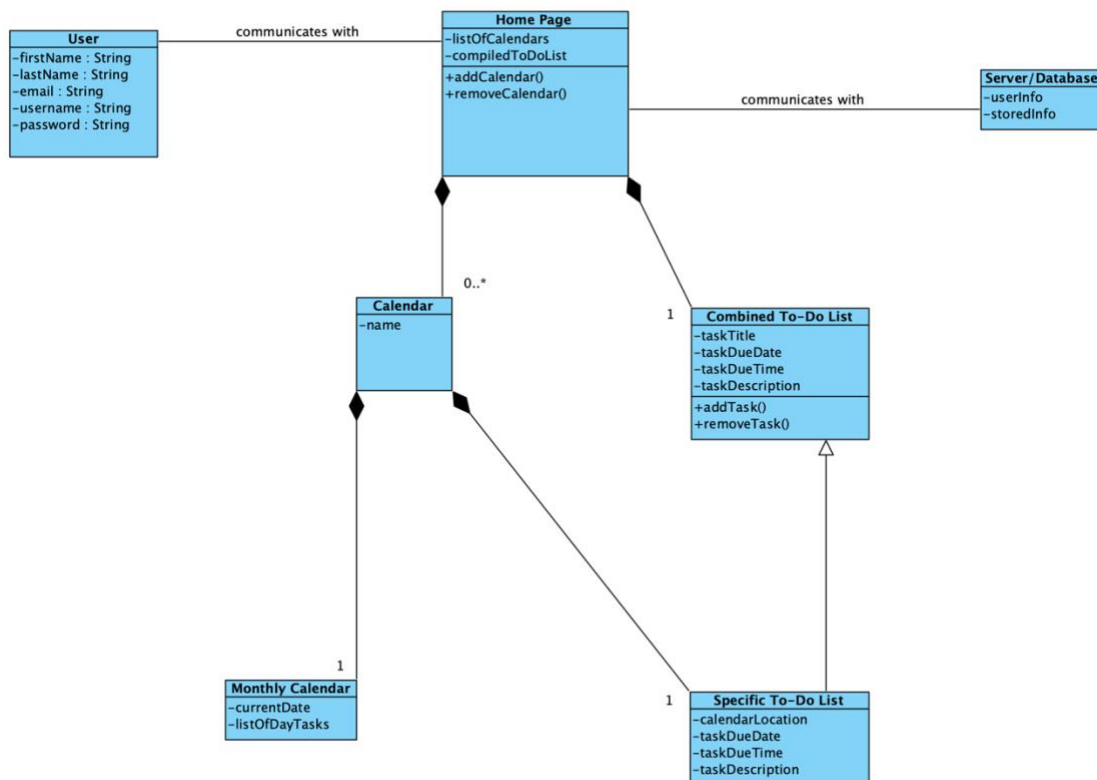 User
-firstName : String
-lastName : String
-email : String
-username : String
-password : String
communicates with
Home Page
-listOfCalendars
-compiledToDoList
+addCalendar()
+removeCalendar()
communicates with
Server/Database
-userInfo
-storedInfo
0..*
Calendar
-name
1
Combined To-Do List
-taskTitle
-taskDueDate
-taskDueTime
-taskDescription
+addTask()
+removeTask()
1
Monthly Calendar
-currentDate
-listOfDayTasks
1
Specific To-Do List
-calendarLocation
-taskDueDate
-taskDueTime
-taskDescription